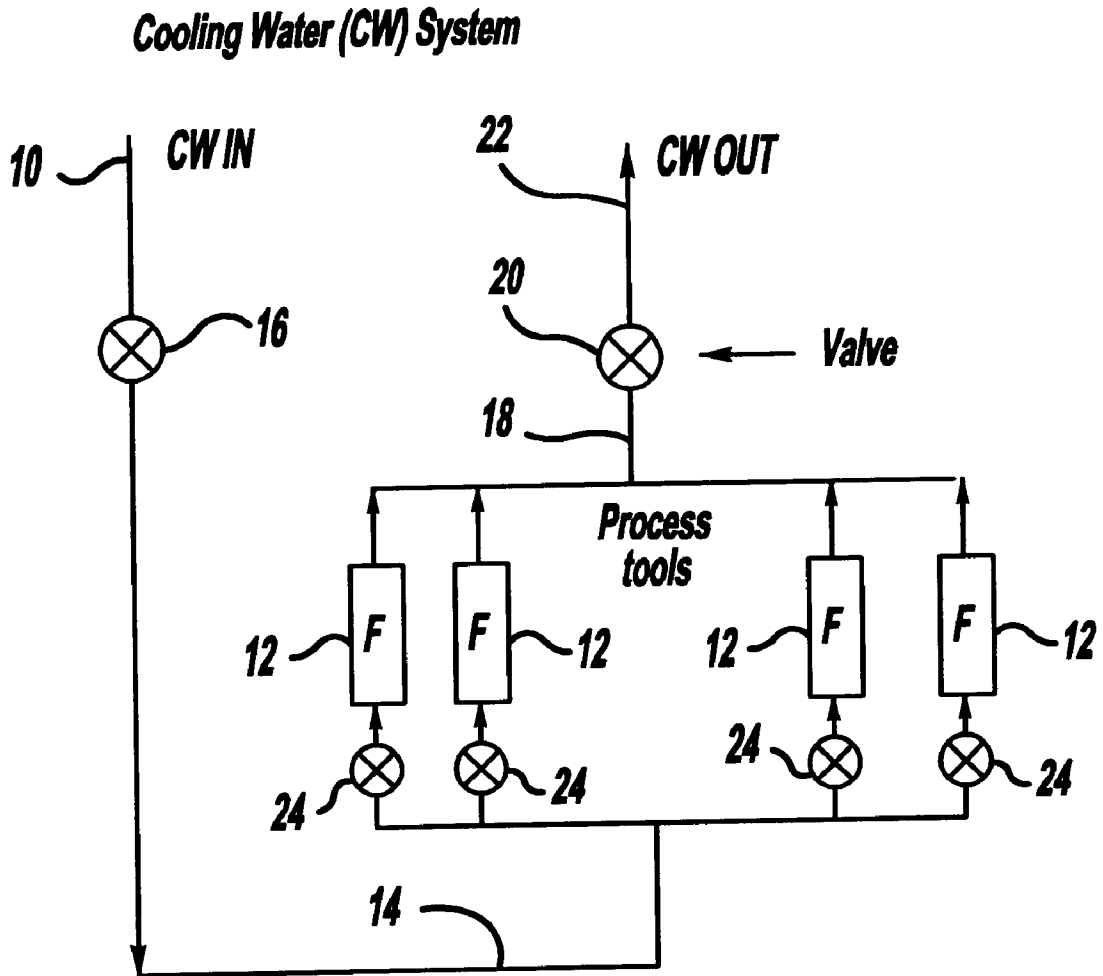 Cooling Water (CW) System
10
CW IN
22
CW OUT
16
20
Valve
18
Process
tools
12
F
F
12
12
F
F
12
24
24
24
24
14